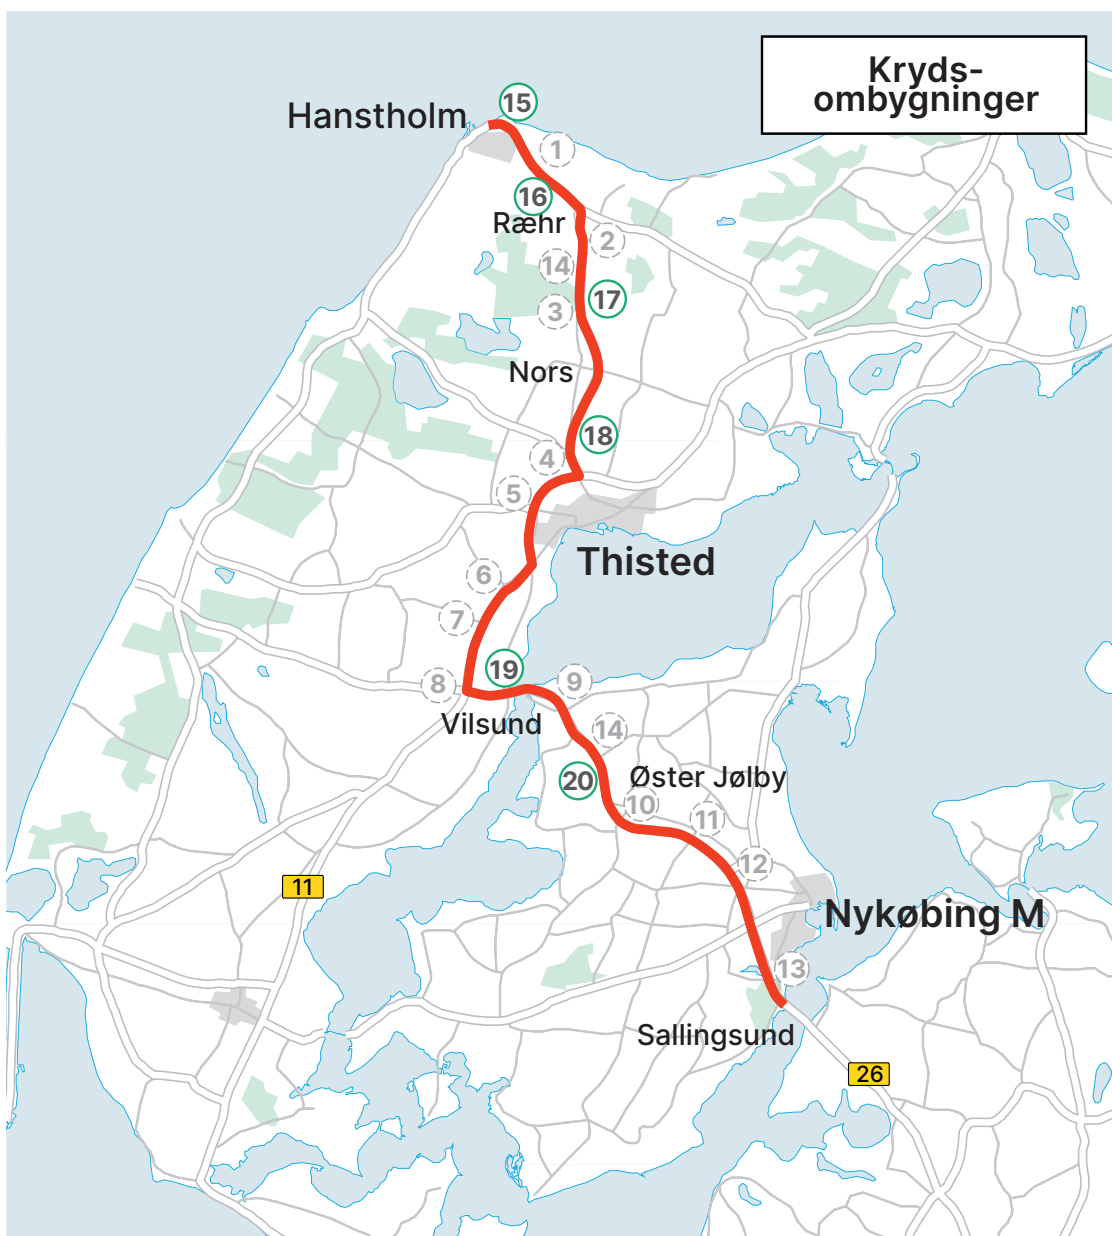 Kryds-
ombygninger
15
Hanstholm
1
16
Ræhr
2
14
17
3
Nors
18
4
5
Thisted
6
7
19
8
9
Vilsund
14
20
Øster Jølby
10
11
12
11
Nykøbing M
13
Sallingsund
26